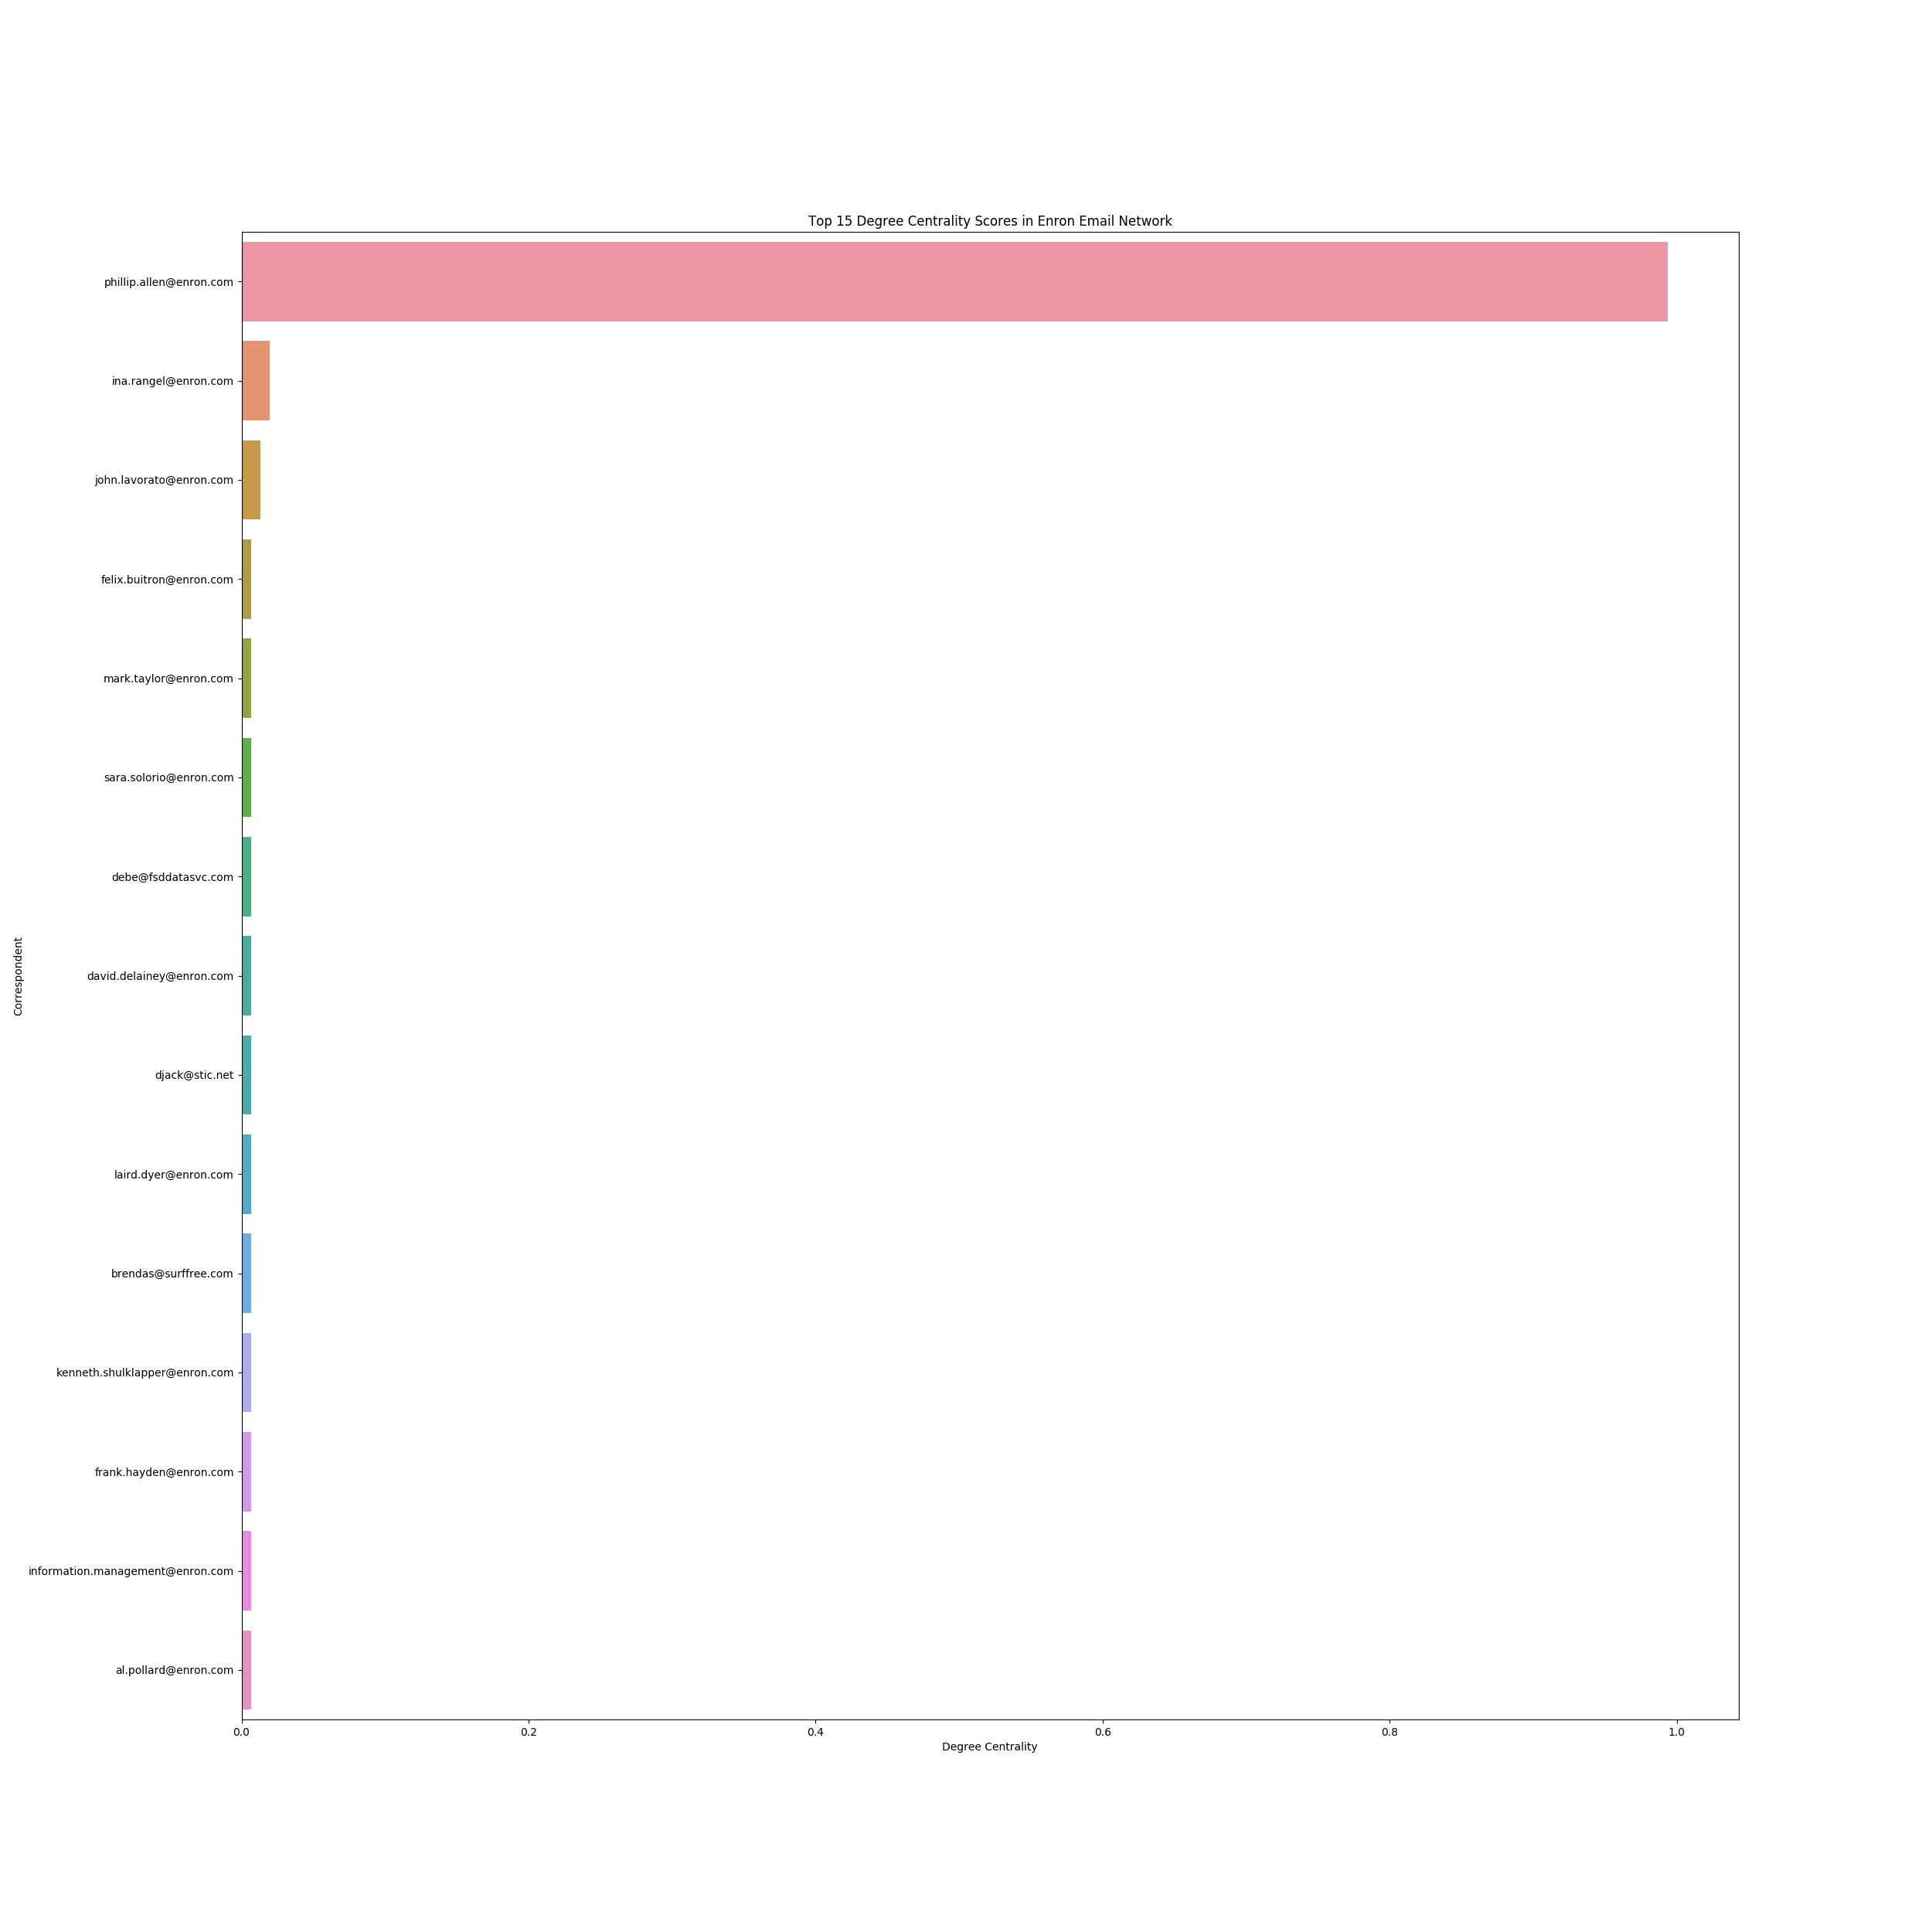 Top 15 Degree Centrality Scores in Enron Email Network
phillip.allen@enron.com
ina.rangel@enron.com
john.lavorato@enron.com
felix.buitron@enron.com
mark.taylor@enron.com
sara.solorio@enron.com
debe@fsddatasvc.com
david.delainey@enron.com
djack@stic.net
laird.dyer@enron.com
brendas@surffree.com
kenneth.shulklapper@enron.com
frank.hayden@enron.com
information.management@enron.com
al.pollard@enron.com
Correspondent
0.0 0.2 0.4 0.6 0.8 1.0
Degree Centrality